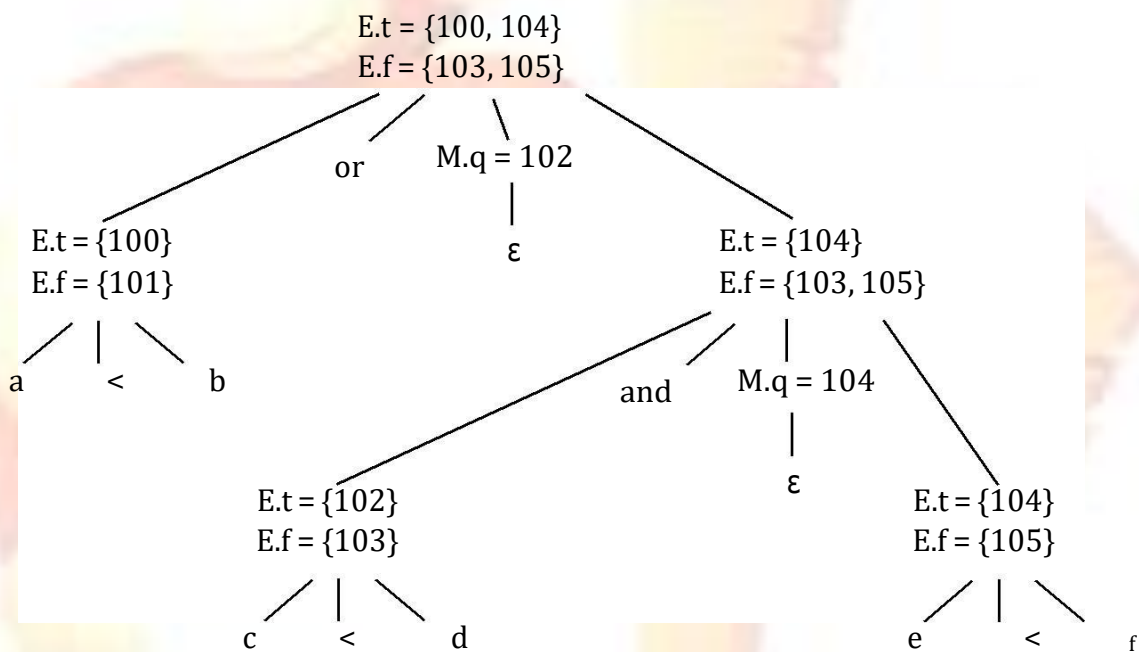 E.t = {100, 104}
E.f = {103, 105}
or
M.q = 102
ε
E.t = {100}
E.f = {101}
a < b
E.t = {104}
E.f = {103, 105}
and
M.q = 104
ε
E.t = {102}
E.f = {103}
c < d
E.t = {104}
E.f = {105}
e < f